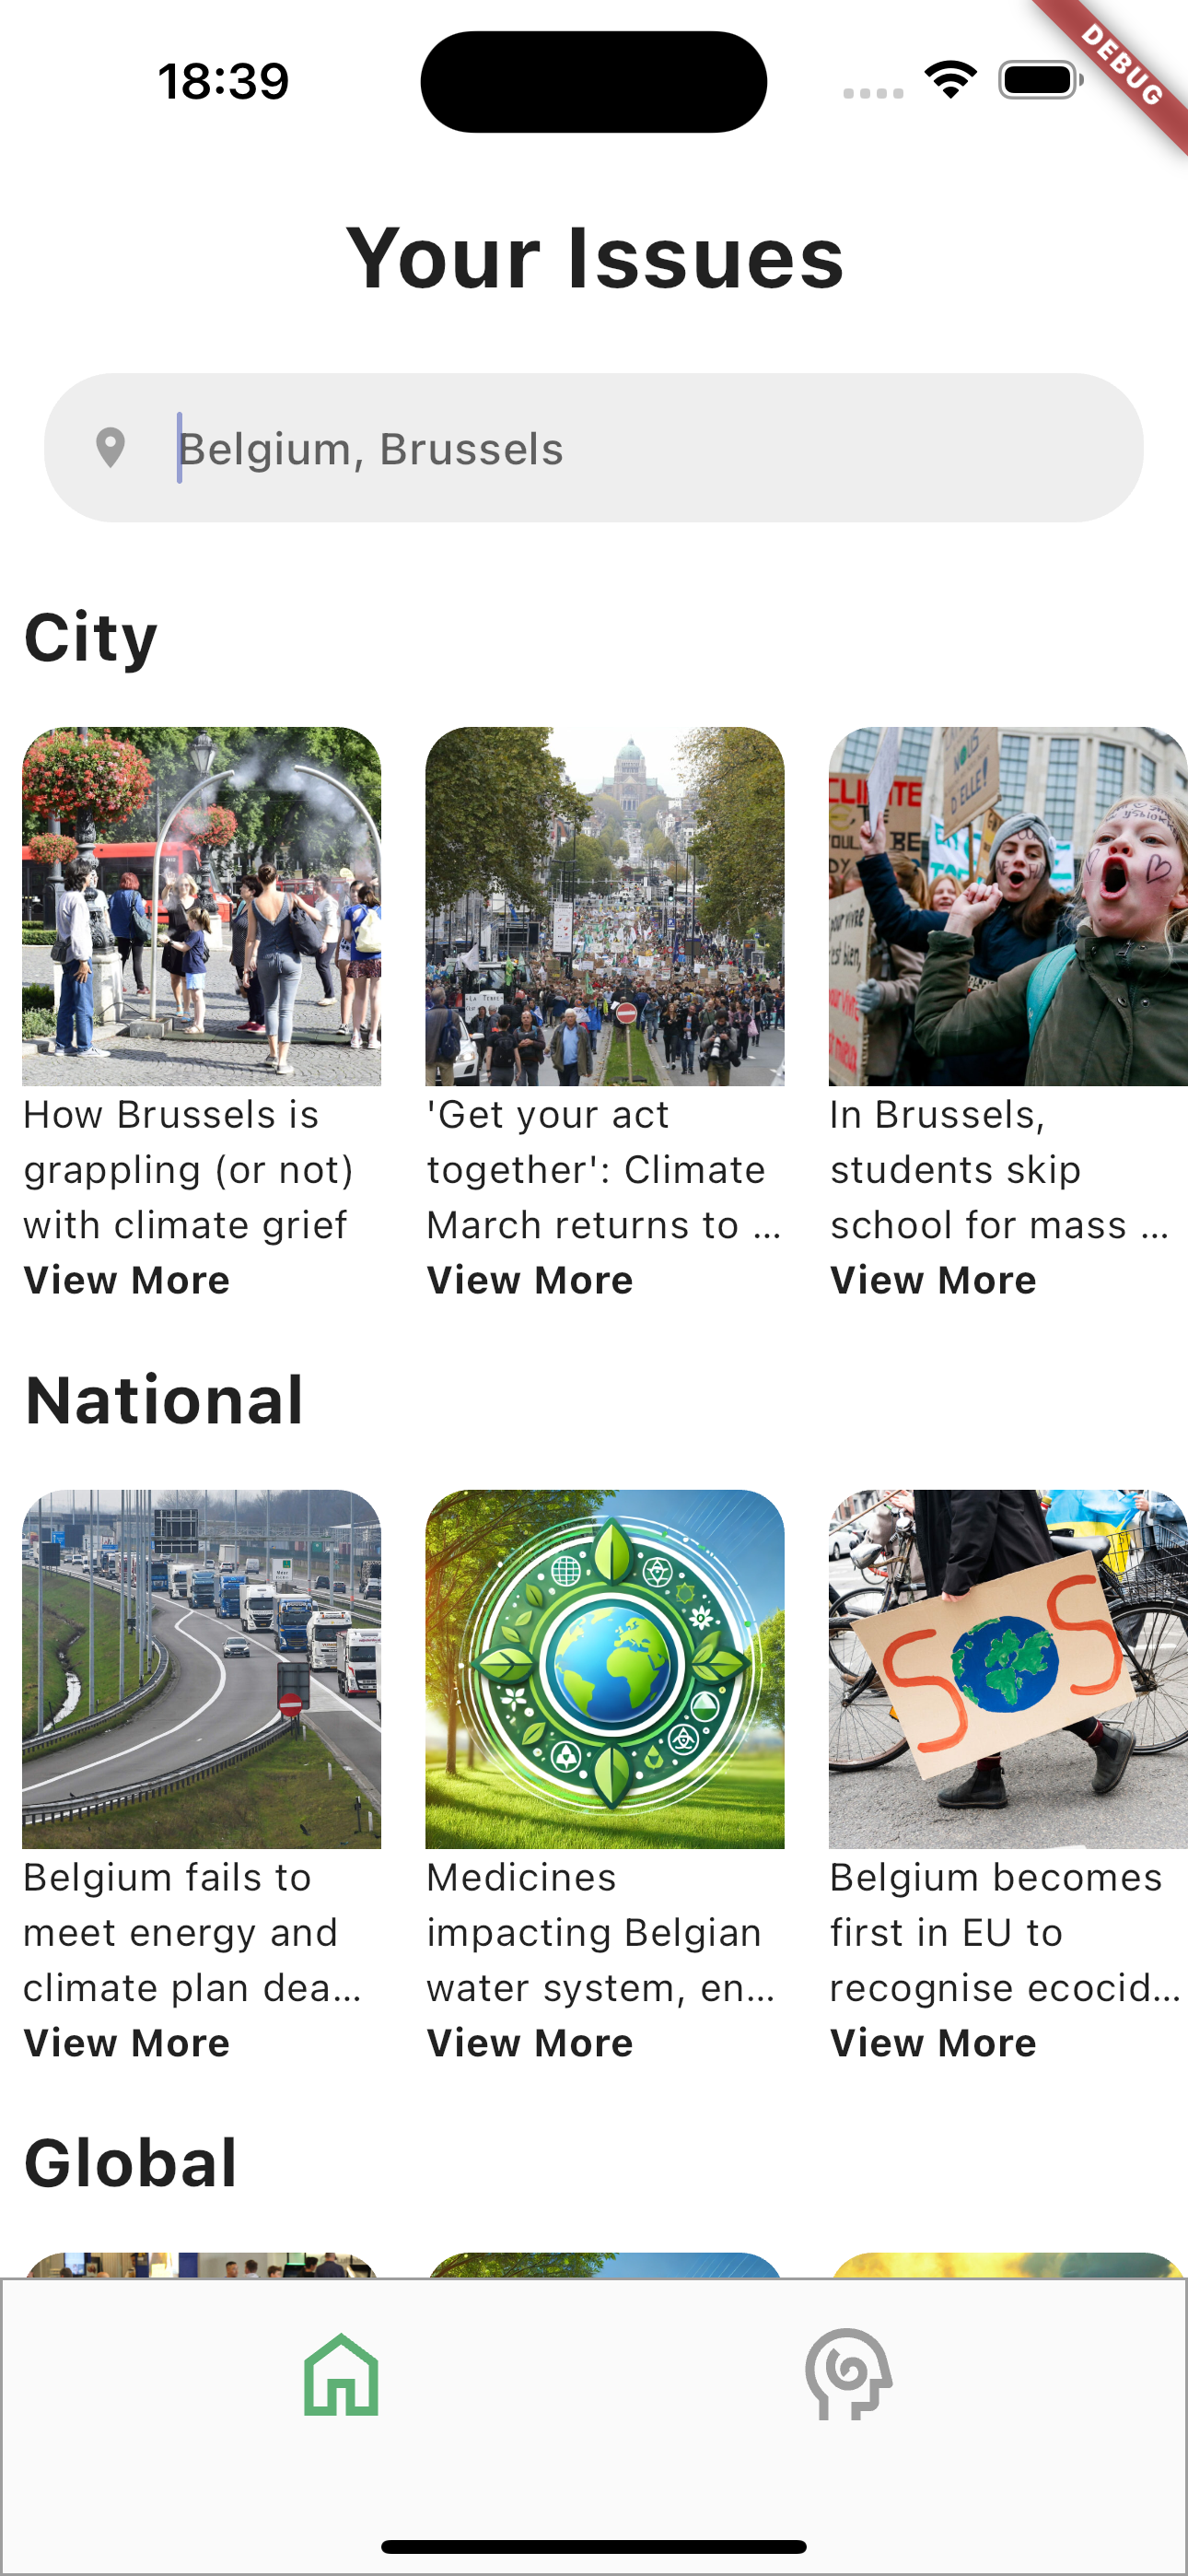 18:39
DEBUG
Your Issues
Belgium, Brussels
City
CLIMATE
D'ELLE!
How Brussels is
grappling (or not)
with climate grief
View More
'Get your act
together': Climate
March returns to ...
View More
In Brussels,
students skip
school for mass ...
View More
National
SOS
Belgium fails to
meet energy and
climate plan dea...
View More
Medicines
impacting Belgian
water system, en...
View More
Belgium becomes
first in EU to
recognise ecocid...
View More
Global